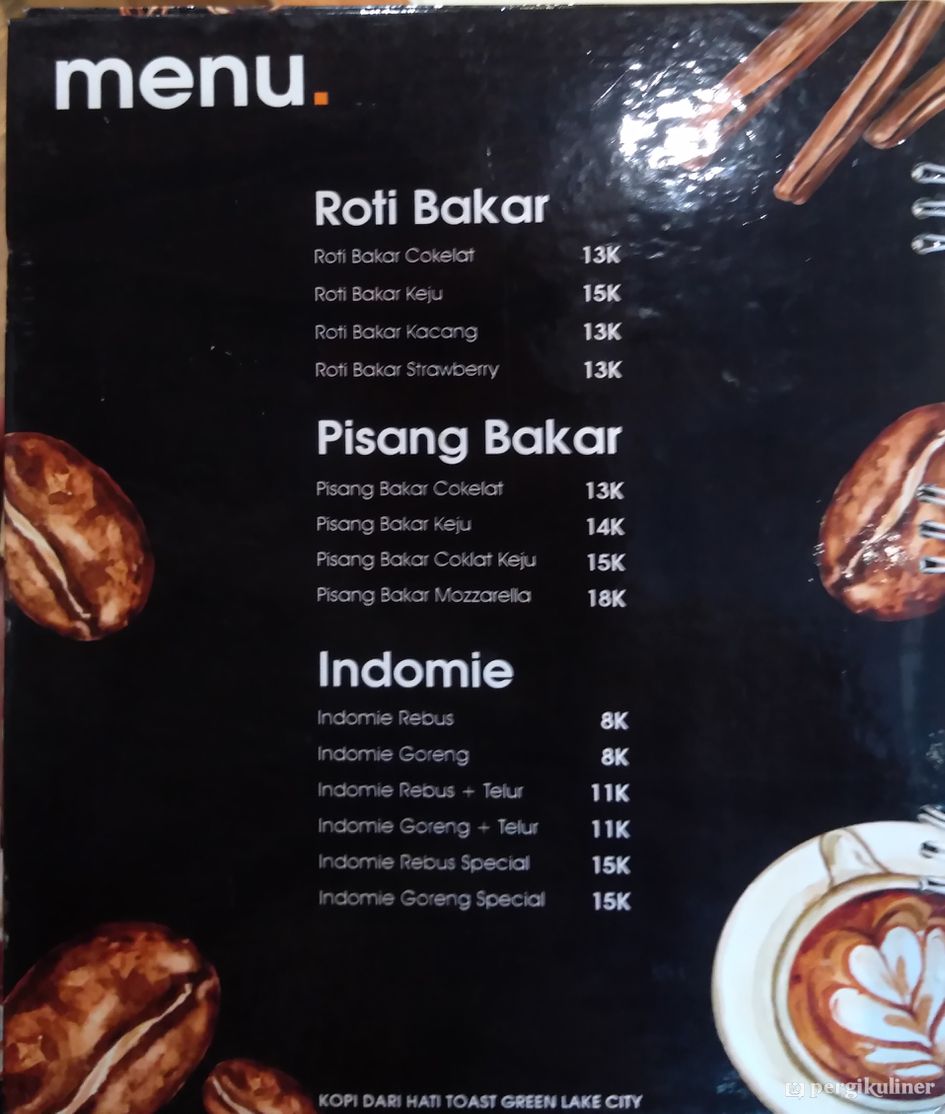 menu.
Roti Bakar
Roti Bakar Cokelat 13K
Roti Bakar Keju 15K
Roti Bakar Kacang 13K
Roti Bakar Strawberry 13K
Pisang Bakar
Pisang Bakar Cokelat 13K
Pisang Bakar Keju 14K
Pisang Bakar Coklat Keju 15K
Pisang Bakar Mozzarella 18K
Indomie
Indomie Rebus 8K
Indomie Goreng 8K
Indomie Rebus + Telur 11K
Indomie Goreng + Telur 11K
Indomie Rebus Special 15K
Indomie Goreng Special 15K
KOPI DARI HATI TOAST GREEN LAKE CITY
pergikuliner